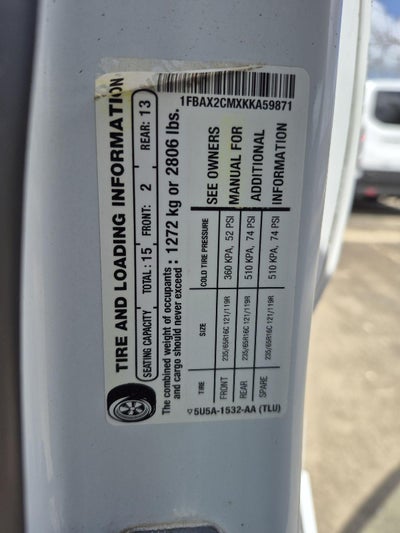 1FBAX2CMXKKA59871
TIRE AND LOADING INFORMATION
SEATING CAPACITY TOTAL: 15 FRONT: 2 REAR: 13
The combined weight of occupants and cargo should never exceed : 1272 kg or 2806 lbs.
TIRE SIZE COLD TIRE PRESSURE
FRONT 235/65R16C 121/119R 360 KPA, 52 PSI
REAR 235/65R16C 121/119R 510 KPA, 74 PSI
SPARE 235/65R16C 121/119R 510 KPA, 74 PSI
SEE OWNERS
MANUAL FOR
ADDITIONAL
INFORMATION
5U5A-1532-AA (TLU)